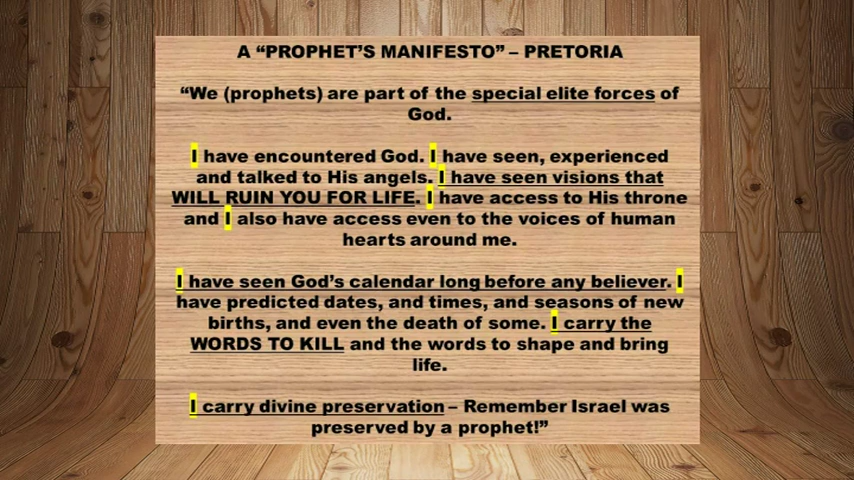 A “PROPHET’S MANIFESTO” – PRETORIA
“We (prophets) are part of the special elite forces of
God.
I have encountered God. I have seen, experienced
and talked to His angels. I have seen visions that
WILL RUIN YOU FOR LIFE. I have access to His throne
and I also have access even to the voices of human
hearts around me.
I have seen God’s calendar long before any believer. I
have predicted dates, and times, and seasons of new
births, and even the death of some. I carry the
WORDS TO KILL and the words to shape and bring
life.
I carry divine preservation – Remember Israel was
preserved by a prophet!”